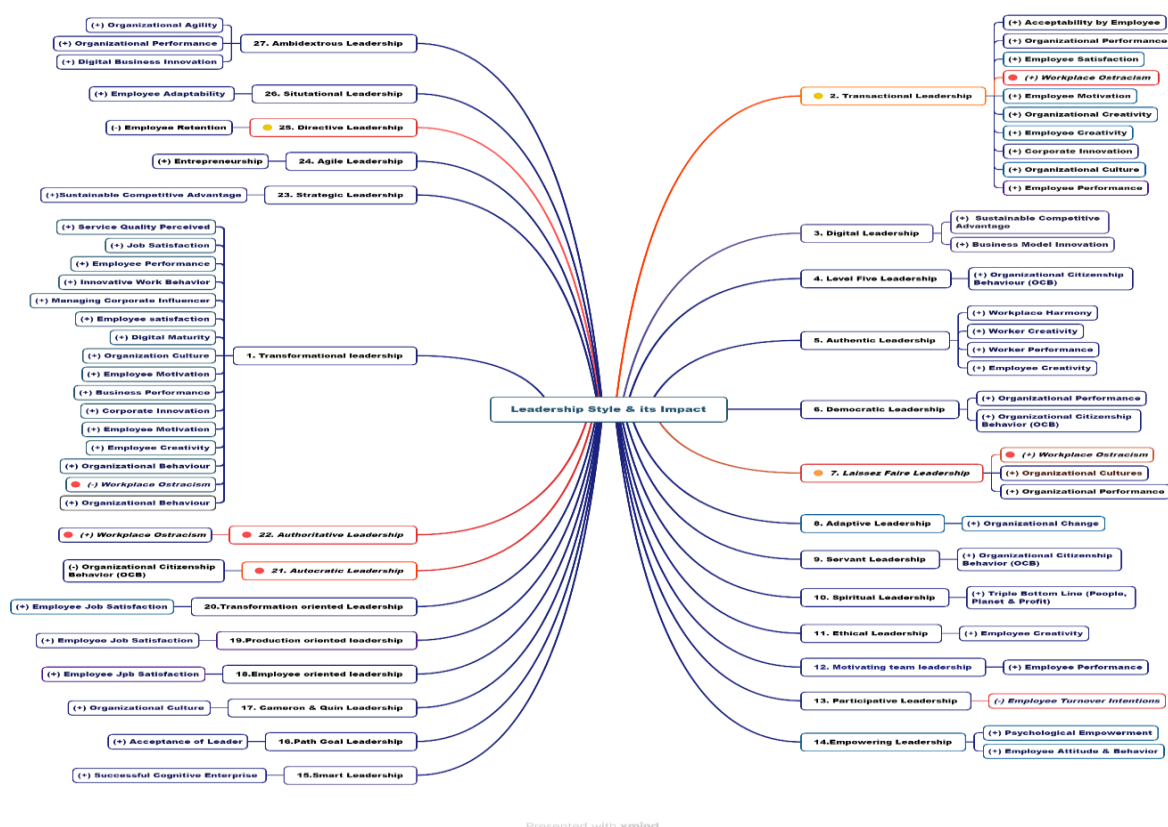 Leadership Style & its Impact
(+) Organizational Agility
(+) Organizational Performance
(+) Digital Business Innovation
27. Ambidextrous Leadership
(+) Employee Adaptability
26. Situtational Leadership
(-) Employee Retention
25. Directive Leadership
(+) Entrepreneurship
24. Agile Leadership
(+)Sustainable Competitive Advantage
23. Strategic Leadership
(+) Service Quality Perceived
(+) Job Satisfaction
(+) Employee Performance
(+) Innovative Work Behavior
(+) Managing Corporate Influencer
(+) Employee satisfaction
(+) Digital Maturity
(+) Organization Culture
(+) Employee Motivation
(+) Business Performance
(+) Corporate Innovation
(+) Employee Motivation
(+) Employee Creativity
(+) Organizational Behaviour
(-) Workplace Ostracism
(+) Organizational Behaviour
1. Transformational leadership
(+) Workplace Ostracism
22. Authoritative Leadership
(-) Organizational Citizenship
Behavior (OCB)
21. Autocratic Leadership
(+) Employee Job Satisfaction
20.Transformation oriented Leadership
(+) Employee Job Satisfaction
19.Production oriented leadership
(+) Employee Jpb Satisfaction
18.Employee oriented leadership
(+) Organizational Culture
17. Cameron & Quin Leadership
(+) Acceptance of Leader
16.Path Goal Leadership
(+) Successful Cognitive Enterprise
15.Smart Leadership
2. Transactional Leadership
(+) Acceptability by Employee
(+) Organizational Performance
(+) Employee Satisfaction
(+) Workplace Ostracism
(+) Employee Motivation
(+) Organizational Creativity
(+) Employee Creativity
(+) Corporate Innovation
(+) Organizational Culture
(+) Employee Performance
3. Digital Leadership
(+) Sustainable Competitive
Advantage
(+) Business Model Innovation
4. Level Five Leadership
(+) Organizational Citizenship
Behaviour (OCB)
5. Authentic Leadership
(+) Workplace Harmony
(+) Worker Creativity
(+) Worker Performance
(+) Employee Creativity
6. Democratic Leadership
(+) Organizational Performance
(+) Organizational Citizenship
Behavior (OCB)
7. Laissez Faire Leadership
(+) Workplace Ostracism
(+) Organizational Cultures
(+) Organizational Performance
8. Adaptive Leadership
(+) Organizational Change
9. Servant Leadership
(+) Organizational Citizenship
Behavior (OCB)
10. Spiritual Leadership
(+) Triple Bottom Line (People,
Planet & Profit)
11. Ethical Leadership
(+) Employee Creativity
12. Motivating team leadership
(+) Employee Performance
13. Participative Leadership
(-) Employee Turnover Intentions
14.Empowering Leadership
(+) Psychological Empowerment
(+) Employee Attitude & Behavior
Presented with xmind